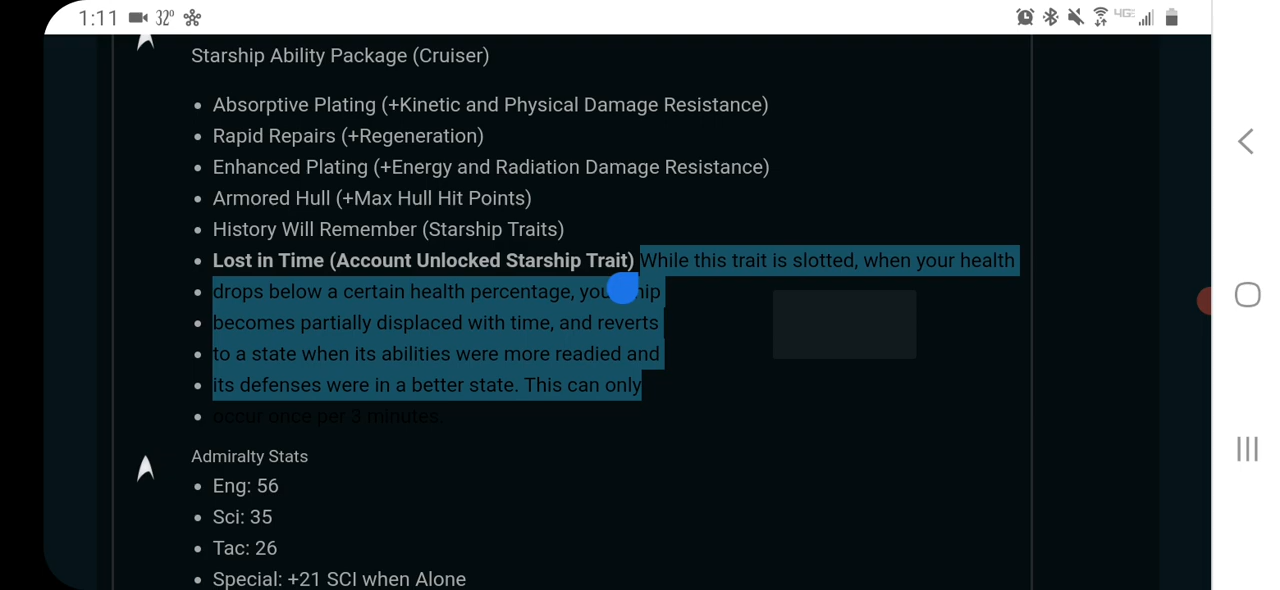 1:11 32° 4GE
Starship Ability Package (Cruiser)
Absorptive Plating (+Kinetic and Physical Damage Resistance)
Rapid Repairs (+Regeneration)
Enhanced Plating (+Energy and Radiation Damage Resistance)
Armored Hull (+Max Hull Hit Points)
History Will Remember (Starship Traits)
Lost in Time (Account Unlocked Starship Trait) While this trait is slotted, when your health
drops below a certain health percentage,
becomes partially displaced with time, and reverts
to a state when its abilities were more readied and
its defenses were in a better state. This can only
occur once per 3 minutes.
Admiralty Stats
Eng: 56
Sci: 35
Tac: 26
Special: +21 SCI when Alone